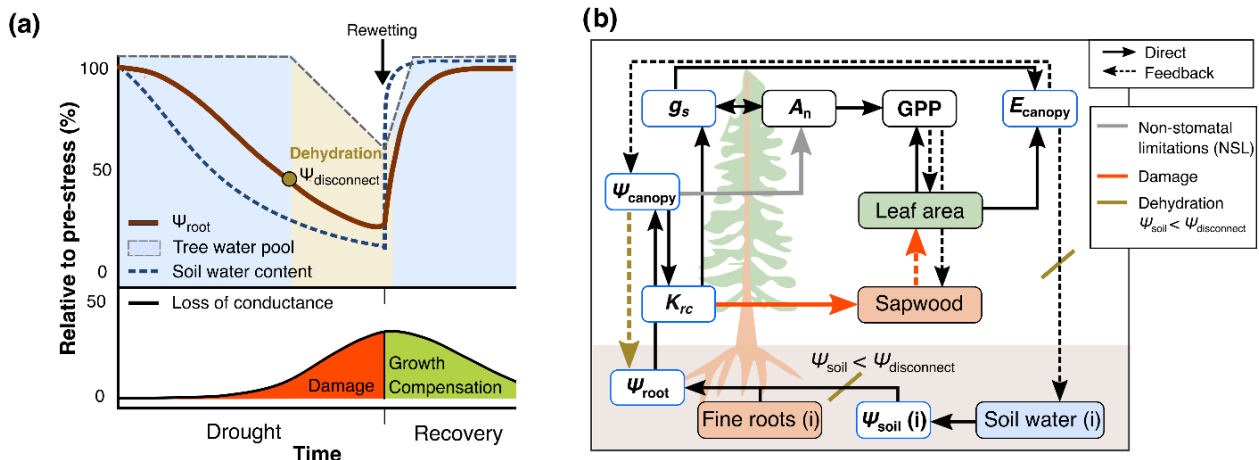 (a)
Rewetting
Relative to pre-stress (%)
100
50
0
Dehydration
Ψdisconnect
Ψroot
Tree water pool
Soil water content
50
0
Loss of conductance
Damage
Growth
Compensation
Drought
Recovery
Time
(b)
Direct
Feedback
gs
An
GPP
Ecanopy
Non-stomatal
limitations (NSL)
Damage
Dehydration
Ψsoil < Ψdisconnect
Ψcanopy
Leaf area
Krc
Sapwood
Ψsoil < Ψdisconnect
Ψroot
Fine roots (i)
Ψsoil (i)
Soil water (i)